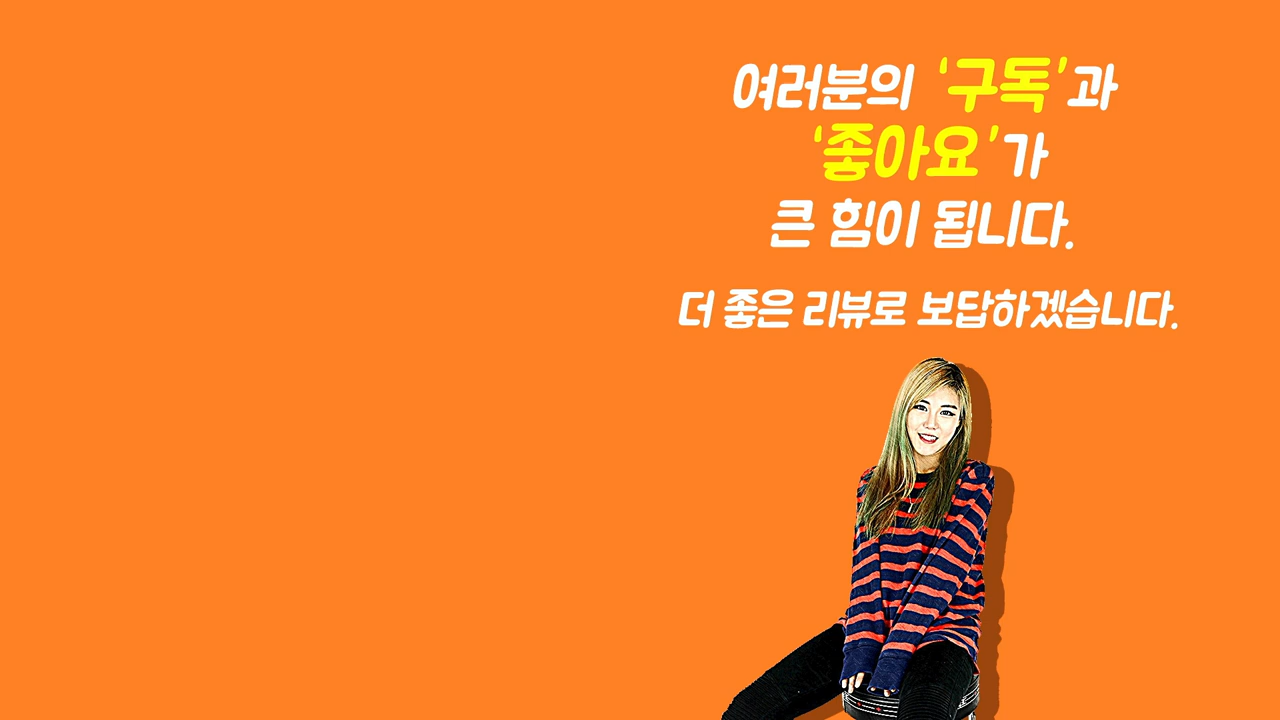 여러분의 '구독'과
'좋아요'가
큰 힘이 됩니다.
더 좋은 리뷰로 보답하겠습니다.